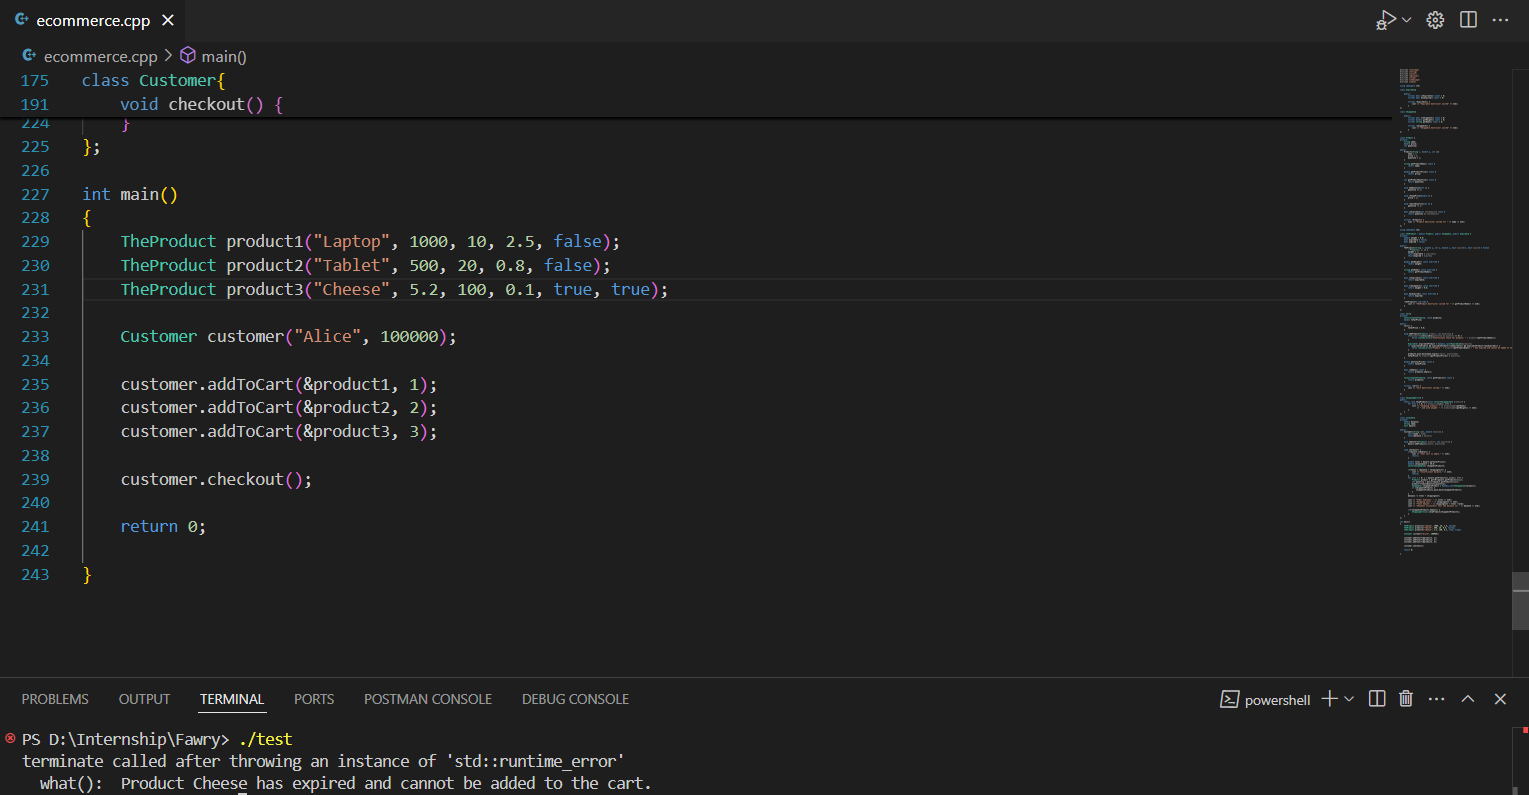 ecommerce.cpp
ecommerce.cpp > main()
175 class Customer{
191 void checkout() {
224 }
225 };
226
227 int main()
228 {
229 TheProduct product1("Laptop", 1000, 10, 2.5, false);
230 TheProduct product2("Tablet", 500, 20, 0.8, false);
231 TheProduct product3("Cheese", 5.2, 100, 0.1, true, true);
232
233 Customer customer("Alice", 100000);
234
235 customer.addToCart(&product1, 1);
236 customer.addToCart(&product2, 2);
237 customer.addToCart(&product3, 3);
238
239 customer.checkout();
240
241 return 0;
242
243 }
PROBLEMS OUTPUT TERMINAL PORTS POSTMAN CONSOLE DEBUG CONSOLE powershell
PS D:\Internship\Fawry> ./test
terminate called after throwing an instance of 'std::runtime_error'
what(): Product Cheese has expired and cannot be added to the cart.